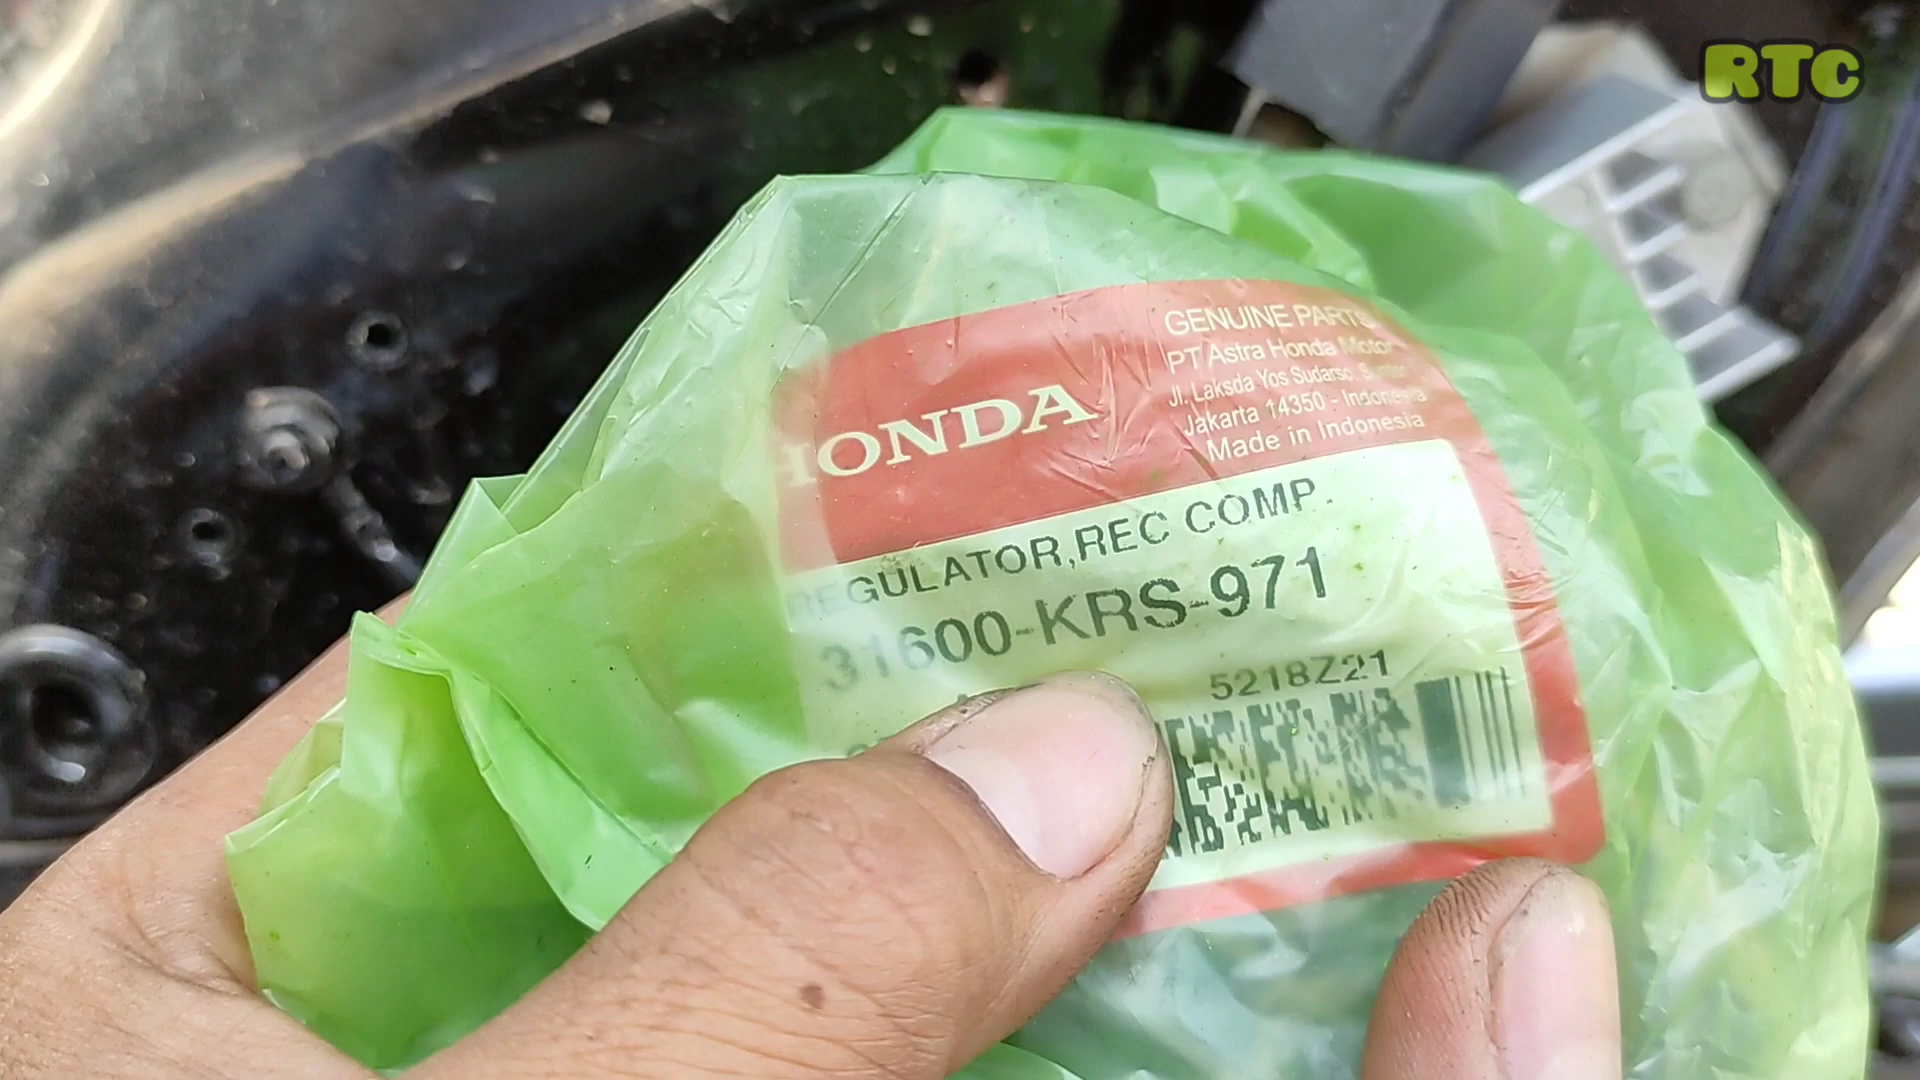 RTC
HONDA
GENUINE PARTS
PT Astra Honda Motor
Jl. Laksda Yos Sudarso,
Jakarta 14350 - Indonesia
Made in Indonesia
REGULATOR,REC COMP.
31600-KRS-971
5218Z21